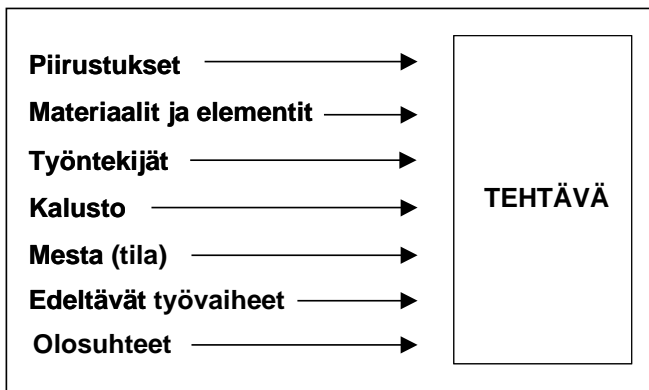 Piirustukset
Materiaalit ja elementit
Työntekijät
Kalusto
TEHTÄVÄ
Mesta (tila)
Edeltävät työvaiheet
Olosuhteet